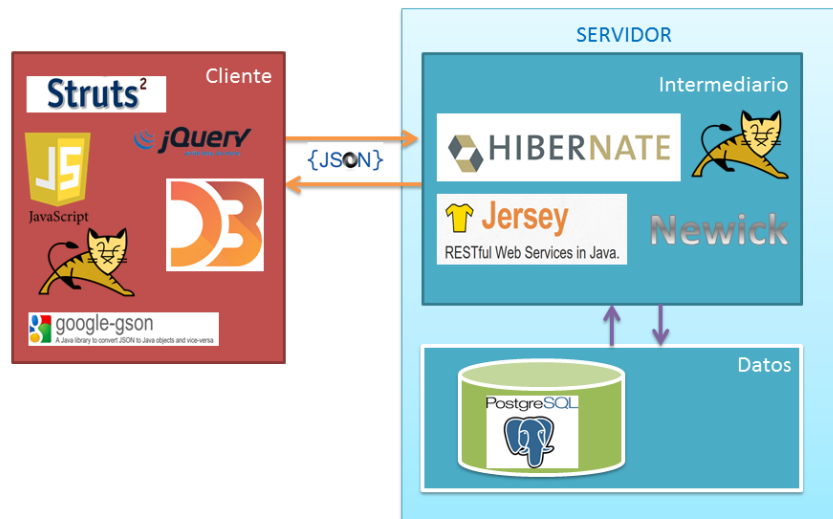 SERVIDOR
Cliente
Struts2
jQuery
JS
JavaScript
D3
google-gson
A Java library to convert JSON to Java objects and vice-versa
{JSON}
Intermediario
HIBERNATE
Jersey
RESTful Web Services in Java.
Newick
Datos
PostgreSQL